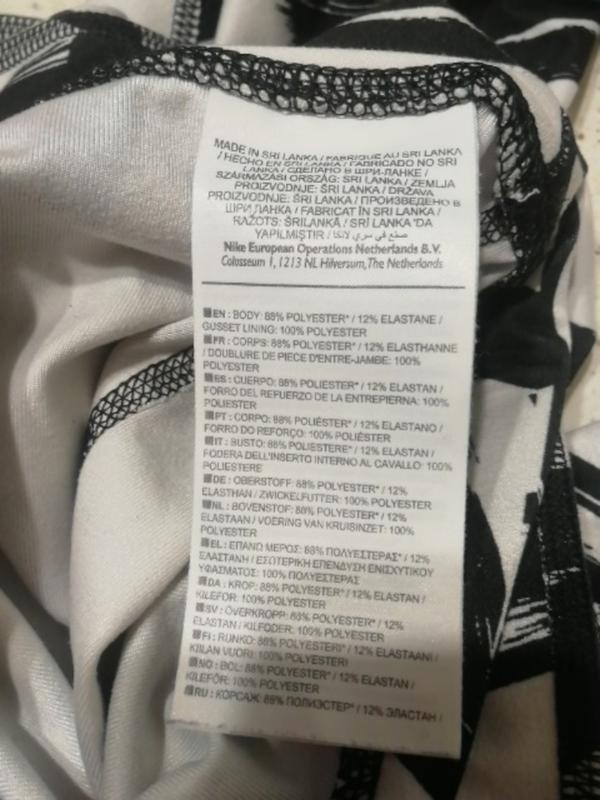 MADE IN SRI LANKA / FABRIQUÉ AU SRI LANKA
/ HECHO EN SRI LANKA / FABRICADO NO SRI
LANKA / СДЕЛАНО В ШРИ-ЛАНКЕ /
SZÁRMAZÁSI ORSZÁG: SRI LANKA / ZEMLJA
PROIZVODNJE: ŠRI LANKA / DRŽAVA
PROIZVODNJE: ŠRI LANKA / ПРОИЗВЕДЕНО В
ШРИ ЛАНКА / FABRICAT ÎN SRI LANKA /
RAŽOTS: ŠRILANKĀ / SRİ LANKA 'DA
YAPILMIŞTIR / صنع في سري لانكا
Nike European Operations Netherlands B.V.
Colosseum 1, 1213 NL Hilversum, The Netherlands
EN : BODY: 88% POLYESTER* / 12% ELASTANE /
GUSSET LINING: 100% POLYESTER
FR : CORPS: 88% POLYESTER* / 12% ELASTHANNE
/ DOUBLURE DE PIECE D'ENTRE-JAMBE: 100%
POLYESTER
ES : CUERPO: 88% POLIESTER* / 12% ELASTAN /
FORRO DEL REFUERZO DE LA ENTREPIERNA: 100%
POLIESTER
PT : CORPO: 88% POLIÉSTER* / 12% ELASTANO /
FORRO DO REFORÇO: 100% POLIÉSTER
IT : BUSTO: 88% POLIESTERE* / 12% ELASTAN /
FODERA DELL'INSERTO INTERNO AL CAVALLO: 100%
POLIESTERE
DE : OBERSTOFF: 88% POLYESTER* / 12%
ELASTHAN / ZWICKELFUTTER: 100% POLYESTER
NL : BOVENSTOF: 88% POLYESTER* / 12%
ELASTAAN / VOERING VAN KRUISINZET: 100%
POLYESTER
EL : ΕΠΑΝΩ ΜΕΡΟΣ: 88% ΠΟΛΥΕΣΤΕΡΑΣ* / 12%
ΕΛΑΣΤΑΝΗ / ΕΣΩΤΕΡΙΚΗ ΕΠΕΝΔΥΣΗ ΕΝΙΣΧΥΤΙΚΟΥ
ΥΦΑΣΜΑΤΟΣ: 100% ΠΟΛΥΕΣΤΕΡΑΣ
DA : KROP: 88% POLYESTER* / 12% ELASTAN /
KILEFOR: 100% POLYESTER
SV : ÖVERKROPP: 88% POLYESTER* / 12%
ELASTAN / KILFODER: 100% POLYESTER
FI : RUNKO: 88% POLYESTERI* / 12% ELASTAANI /
KIILAN VUORI: 100% POLYESTERI
NO : BOL: 88% POLYESTER* / 12% ELASTAN /
KILEFÔR: 100% POLYESTER
RU : КОРСАЖ: 88% ПОЛИЭСТЕР* / 12% ЭЛАСТАН /